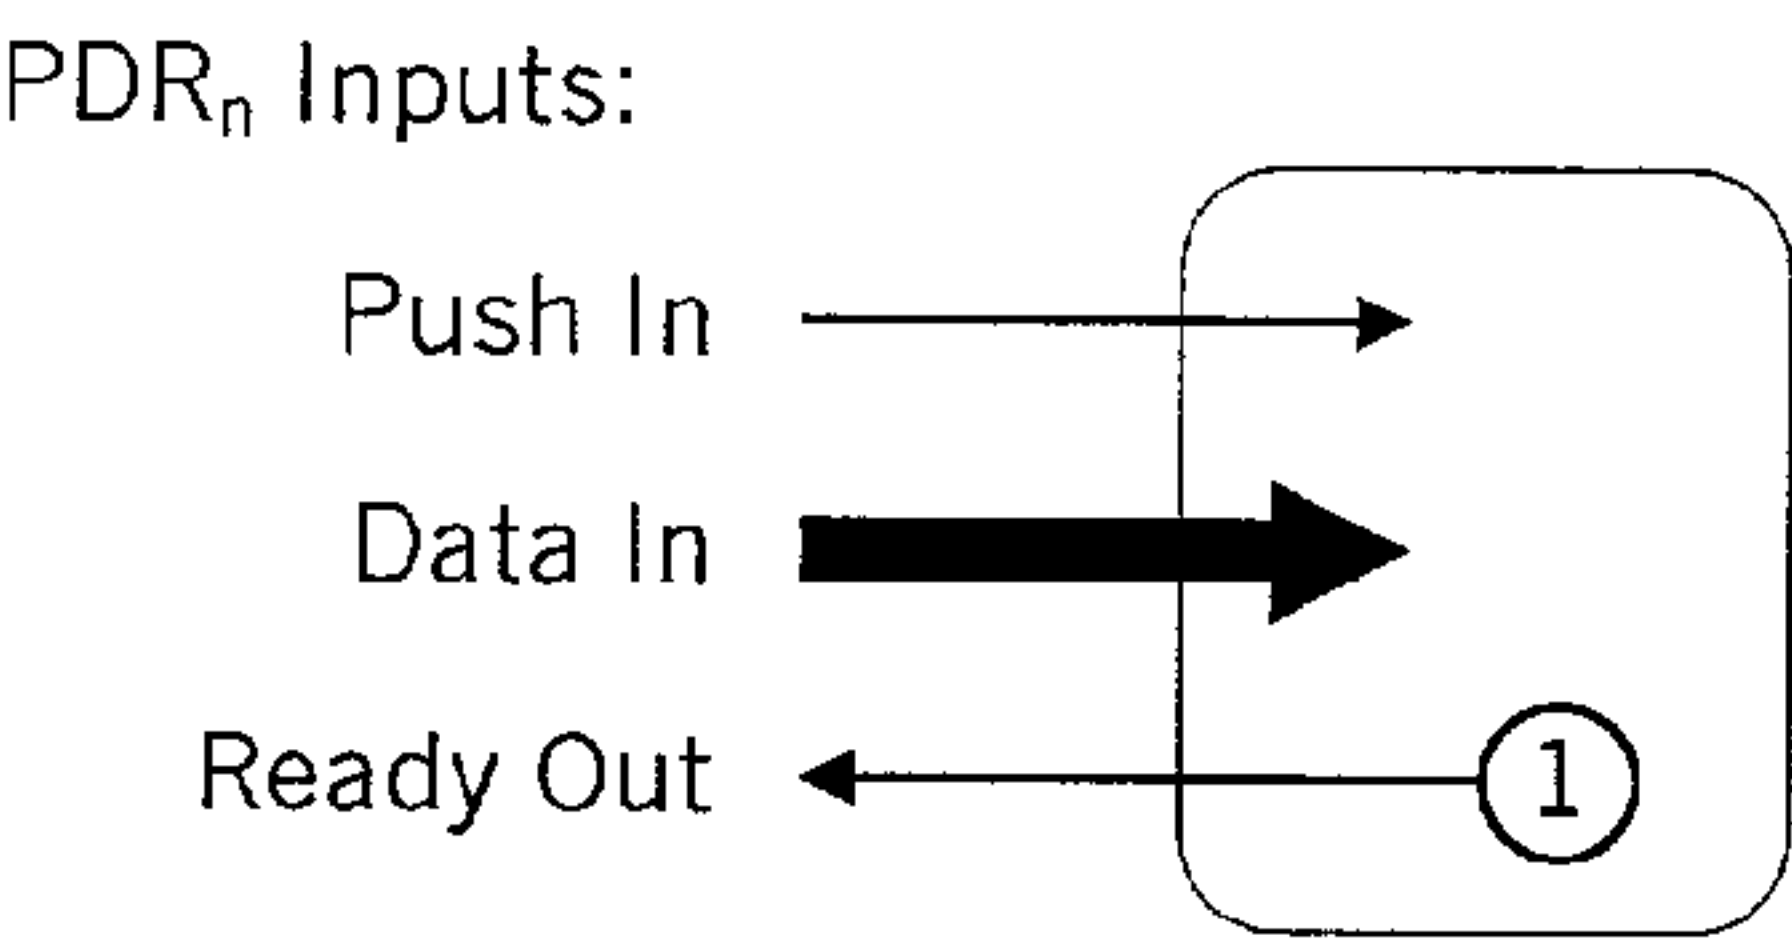 PDRn Inputs:
Push In
Data In
Ready Out
1